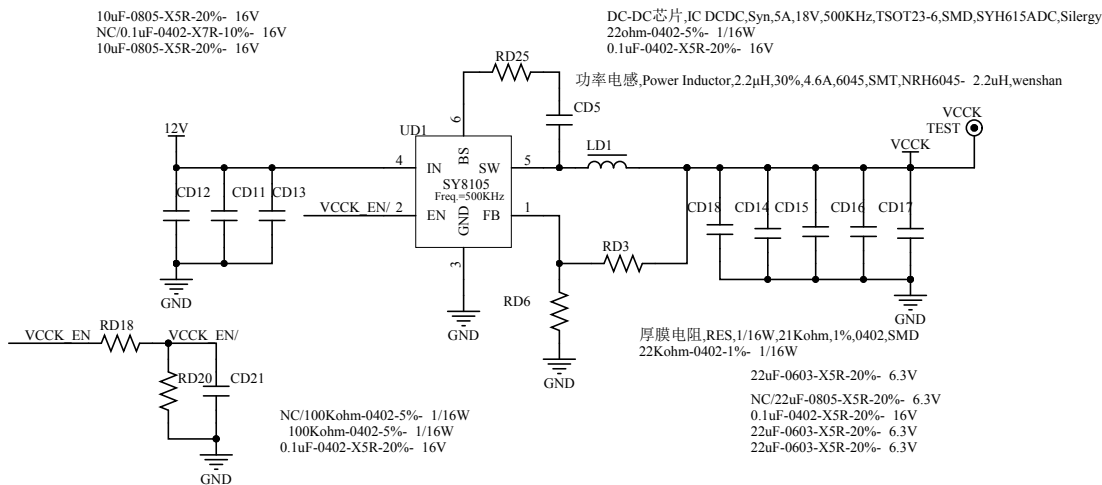 10uF-0805-X5R-20%- 16V
NC/0.1uF-0402-X7R-10%- 16V
10uF-0805-X5R-20%- 16V
DC-DC芯片,IC DCDC,Syn,5A,18V,500KHz,TSOT23-6,SMD,SYH615ADC,Silergy
22ohm-0402-5%- 1/16W
0.1uF-0402-X5R-20%- 16V
RD25
功率电感,Power Inductor,2.2μH,30%,4.6A,6045,SMT,NRH6045- 2.2uH,wenshan
CD5
VCCK
TEST
12V
UD1
6
BS
LD1
VCCK
4
IN
SW
5
SY8105
Freq.=500KHz
CD12
CD11
CD13
VCCK_EN/
2
EN
GND
FB
1
CD18
CD14
CD15
CD16
CD17
3
RD3
GND
RD6
GND
GND
GND
VCCK_EN
RD18
VCCK_EN/
厚膜电阻,RES,1/16W,21Kohm,1%,0402,SMD
22Kohm-0402-1%- 1/16W
RD20
CD21
22uF-0603-X5R-20%- 6.3V
NC/22uF-0805-X5R-20%- 6.3V
0.1uF-0402-X5R-20%- 16V
22uF-0603-X5R-20%- 6.3V
22uF-0603-X5R-20%- 6.3V
NC/100Kohm-0402-5%- 1/16W
100Kohm-0402-5%- 1/16W
0.1uF-0402-X5R-20%- 16V
GND